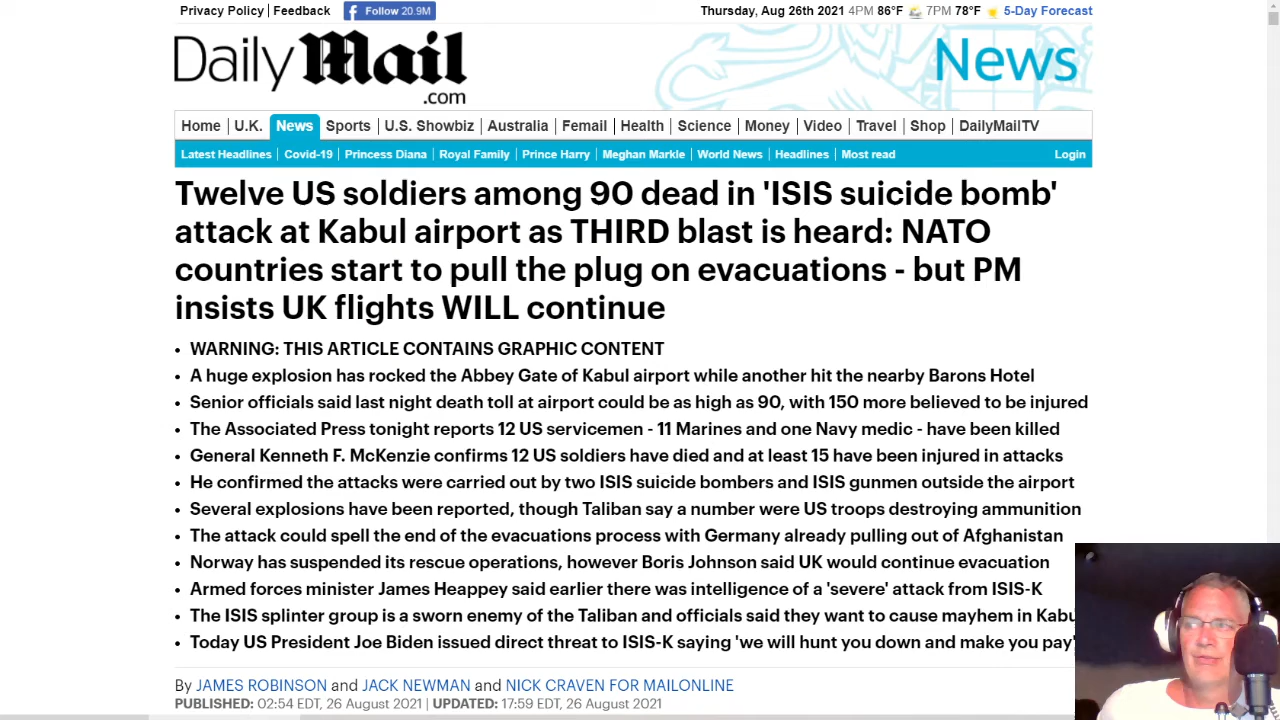 Privacy Policy | Feedback Follow 20.9M Thursday, Aug 26th 2021 4PM 86°F 7PM 78°F 5-Day Forecast
Daily Mail
.com
News
Home U.K. News Sports U.S. Showbiz Australia Femail Health Science Money Video Travel Shop DailyMailTV
Latest Headlines Covid-19 Princess Diana Royal Family Prince Harry Meghan Markle World News Headlines Most read Login
Twelve US soldiers among 90 dead in 'ISIS suicide bomb'
attack at Kabul airport as THIRD blast is heard: NATO
countries start to pull the plug on evacuations - but PM
insists UK flights WILL continue
• WARNING: THIS ARTICLE CONTAINS GRAPHIC CONTENT
• A huge explosion has rocked the Abbey Gate of Kabul airport while another hit the nearby Barons Hotel
• Senior officials said last night death toll at airport could be as high as 90, with 150 more believed to be injured
• The Associated Press tonight reports 12 US servicemen - 11 Marines and one Navy medic - have been killed
• General Kenneth F. McKenzie confirms 12 US soldiers have died and at least 15 have been injured in attacks
• He confirmed the attacks were carried out by two ISIS suicide bombers and ISIS gunmen outside the airport
• Several explosions have been reported, though Taliban say a number were US troops destroying ammunition
• The attack could spell the end of the evacuations process with Germany already pulling out of Afghanistan
• Norway has suspended its rescue operations, however Boris Johnson said UK would continue evacuation
• Armed forces minister James Heappey said earlier there was intelligence of a 'severe' attack from ISIS-K
• The ISIS splinter group is a sworn enemy of the Taliban and officials said they want to cause mayhem in Kabu
• Today US President Joe Biden issued direct threat to ISIS-K saying 'we will hunt you down and make you pay'
By JAMES ROBINSON and JACK NEWMAN and NICK CRAVEN FOR MAILONLINE
PUBLISHED: 02:54 EDT, 26 August 2021 | UPDATED: 17:59 EDT, 26 August 2021